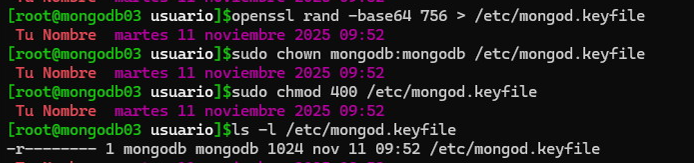 [root@mongodb03 usuario]$openssl rand -base64 756 > /etc/mongod.keyfile
Tu Nombre martes 11 noviembre 2025 09:52
[root@mongodb03 usuario]$sudo chown mongodb:mongodb /etc/mongod.keyfile
Tu Nombre martes 11 noviembre 2025 09:52
[root@mongodb03 usuario]$sudo chmod 400 /etc/mongod.keyfile
Tu Nombre martes 11 noviembre 2025 09:52
[root@mongodb03 usuario]$ls -l /etc/mongod.keyfile
-r-------- 1 mongodb mongodb 1024 nov 11 09:52 /etc/mongod.keyfile